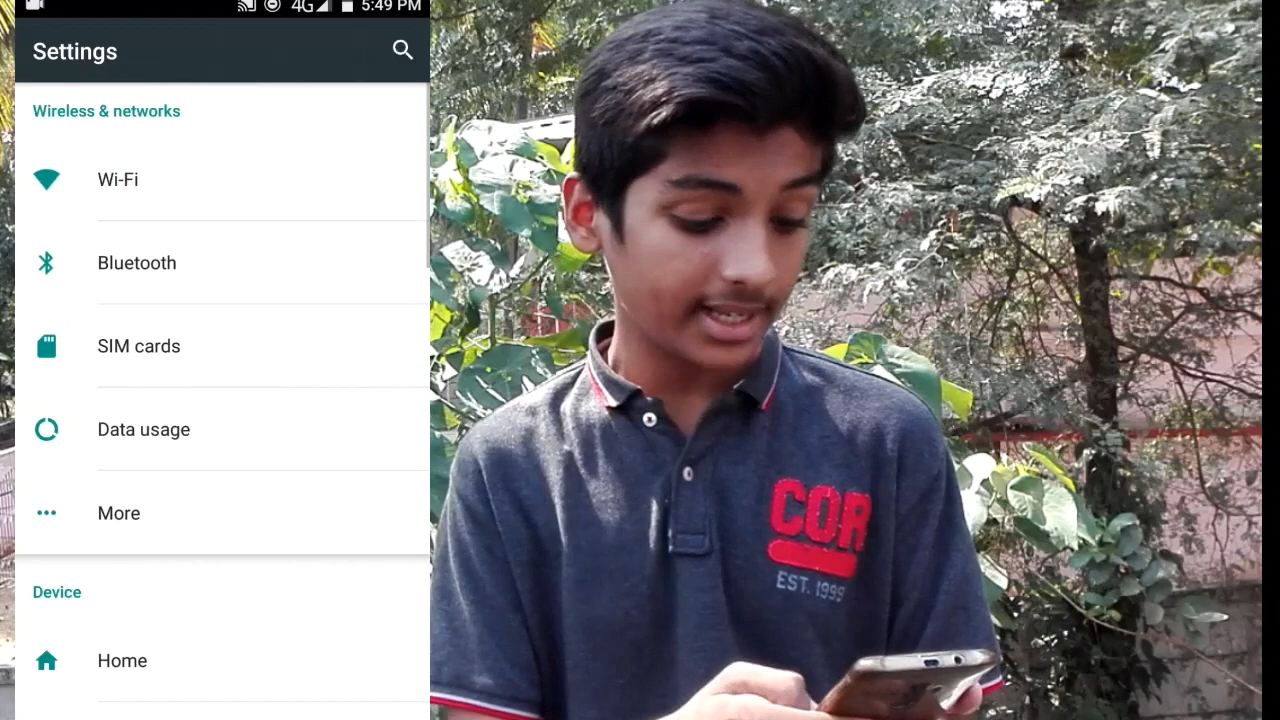 4G 5:49 PM
Settings
Wireless & networks
Wi-Fi
Bluetooth
SIM cards
Data usage
More
Device
Home
COR
EST. 1999